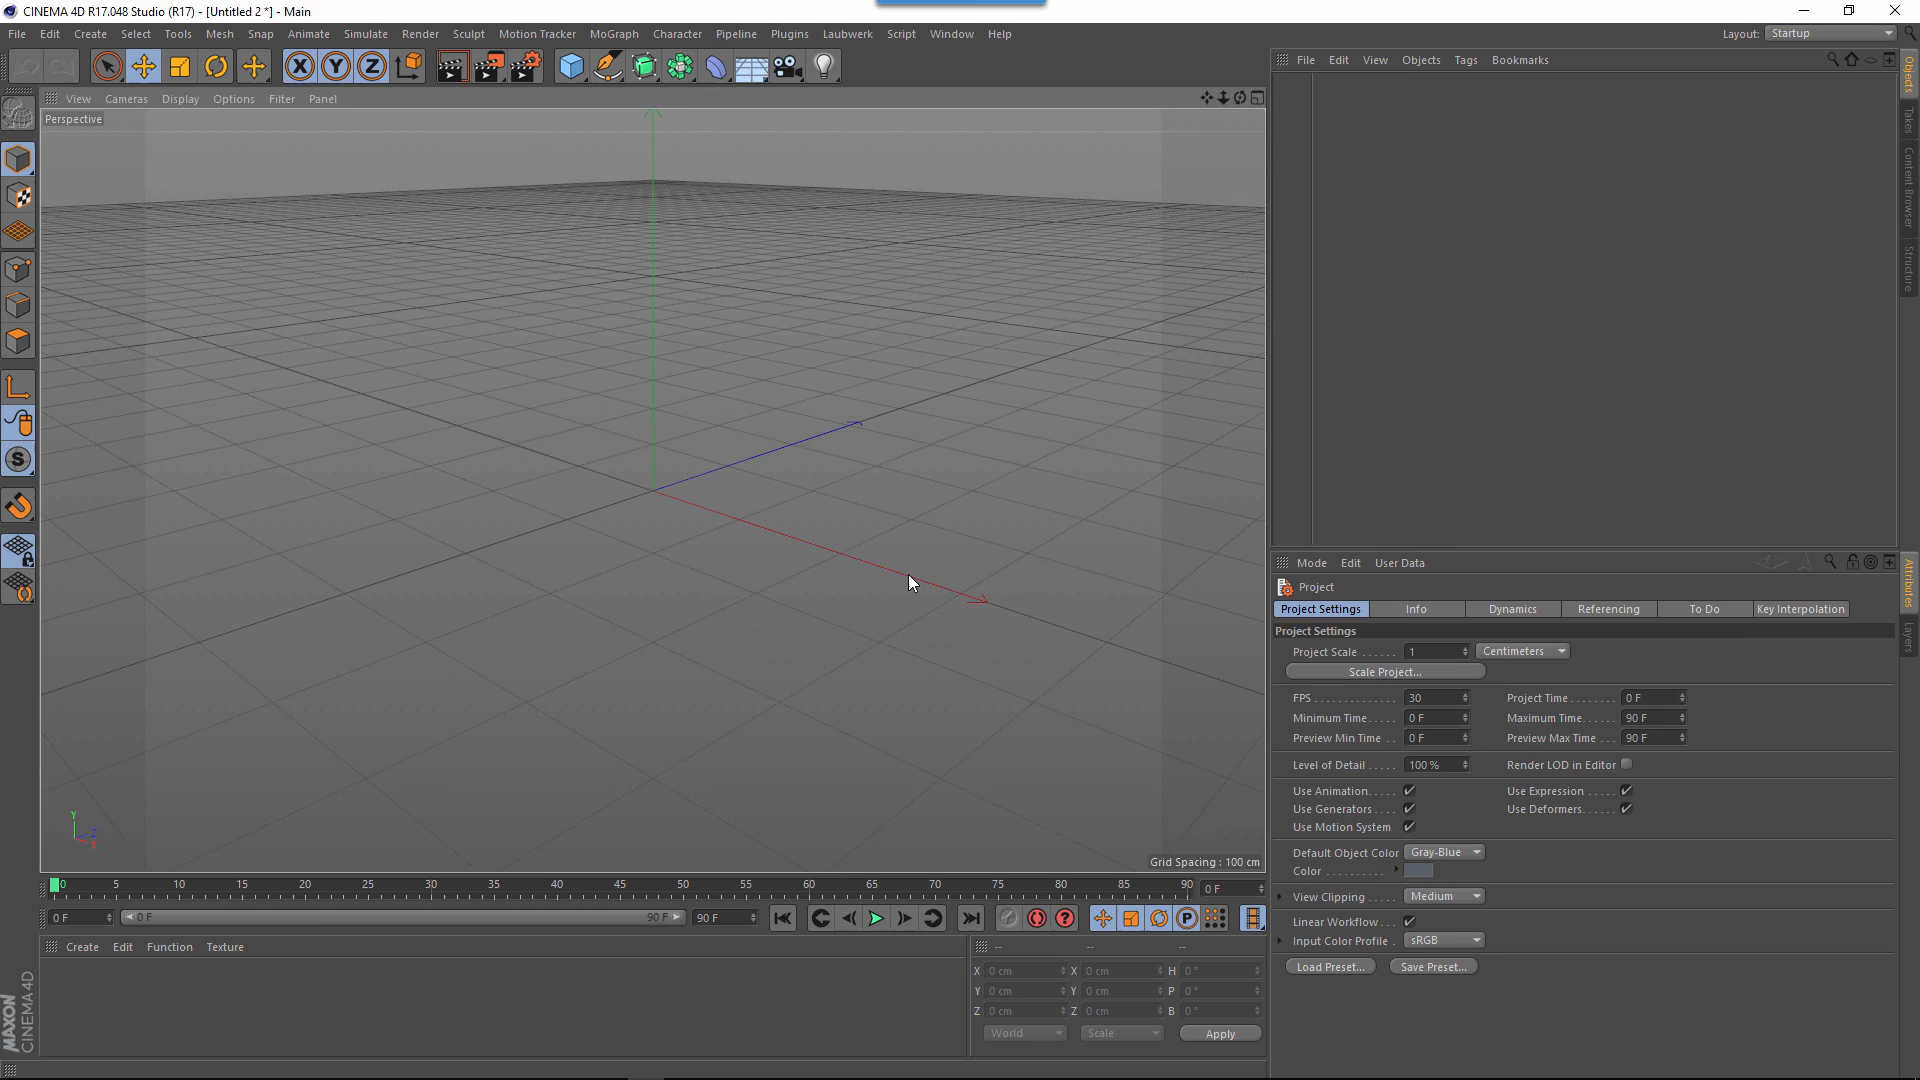 CINEMA 4D R17.048 Studio (R17) - [Untitled 2 *] - Main
File Edit Create Select Tools Mesh Snap Animate Simulate Render Sculpt Motion Tracker MoGraph Character Pipeline Plugins Laubwerk Script Window Help
Layout: Startup
View Cameras Display Options Filter Panel
Perspective
X Y Z
S
Y
Z
X
Grid Spacing : 100 cm
0 5 10 15 20 25 30 35 40 45 50 55 60 65 70 75 80 85 90
0 F
0 F 0 F 90 F 90 F
P
Create Edit Function Texture
-- -- --
X 0 cm X 0 cm H 0 °
Y 0 cm Y 0 cm P 0 °
Z 0 cm Z 0 cm B 0 °
World Scale Apply
MAXON
CINEMA 4D
File Edit View Objects Tags Bookmarks
Objects
Takes
Content Browser
Structure
Mode Edit User Data
Attributes
Layers
Project
Project Settings Info Dynamics Referencing To Do Key Interpolation
Project Settings
Project Scale . . . . . . 1 Centimeters
Scale Project...
FPS . . . . . . . . . . . . . 30 Project Time . . . . . . . 0 F
Minimum Time. . . . . 0 F Maximum Time. . . . . 90 F
Preview Min Time . . 0 F Preview Max Time . . . 90 F
Level of Detail . . . . . 100 % Render LOD in Editor
Use Animation. . . . . Use Expression . . . . .
Use Generators . . . . Use Deformers. . . . . .
Use Motion System
Default Object Color Gray-Blue
Color . . . . . . . . . .
View Clipping . . . . . Medium
Linear Workflow . . .
Input Color Profile . sRGB
Load Preset... Save Preset...